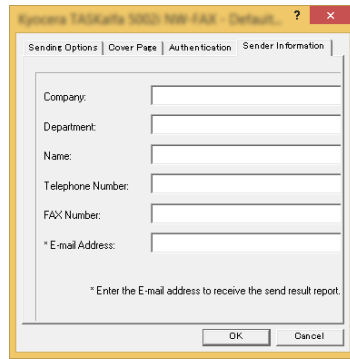 Kyocera TASKalfa 5002i NW-FAX - Default...
?
Sending Options
Cover Page
Authentication
Sender Information
Company:
Department:
Name:
Telephone Number:
FAX Number:
* E-mail Address:
* Enter the E-mail address to receive the send result report.
OK
Cancel